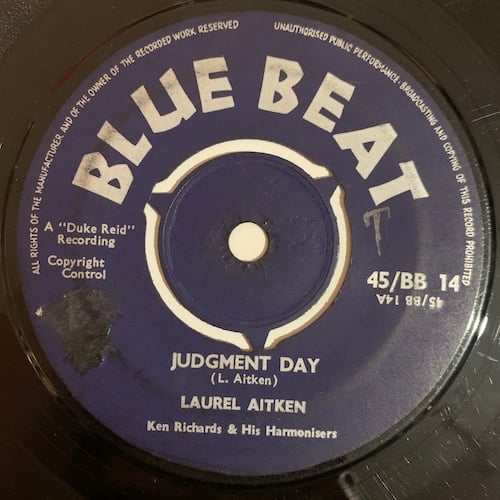 ALL RIGHTS OF THE MANUFACTURER AND OF THE OWNER OF THE RECORDED WORK RESERVED
UNAUTHORISED PUBLIC PERFORMANCE, BROADCASTING AND COPYING OF THIS RECORD PROHIBITED
BLUE BEAT
T
A "Duke Reid"
Recording
Copyright
Control
45/BB 14
45/BB 14A
JUDGMENT DAY
(L. Aitken)
LAUREL AITKEN
Ken Richards & His Harmonisers